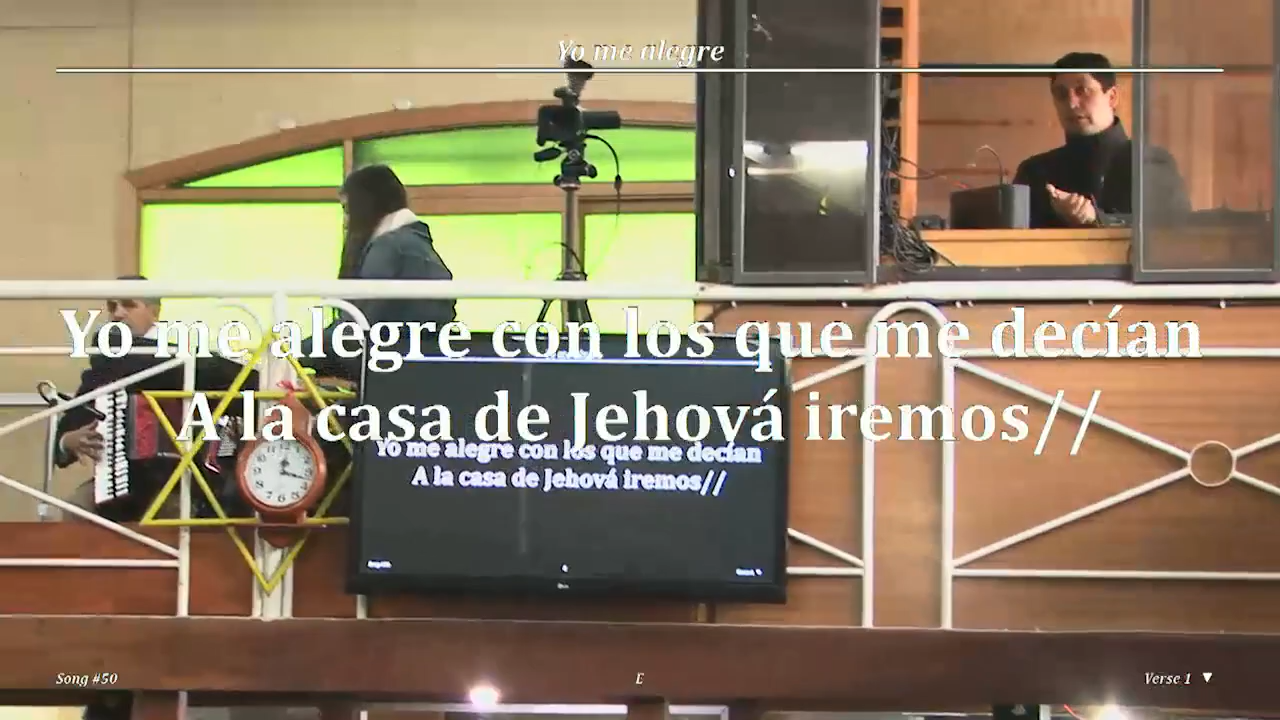 Yo me alegre
Yo me alegre con los que me decían
A la casa de Jehová iremos//
Yo me alegre con los que me decían
A la casa de Jehová iremos//
Song #50
E
Verse 1 ▼